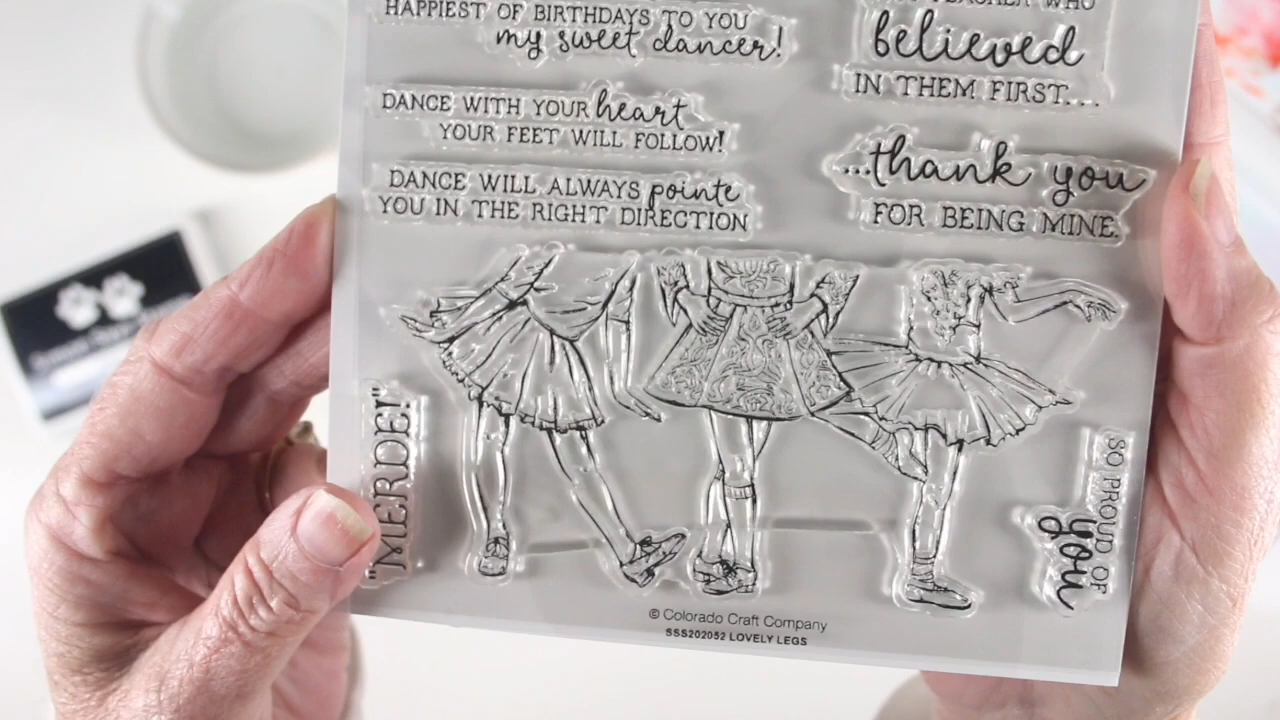 HAPPIEST OF BIRTHDAYS TO YOU
my sweet dancer!
DANCE WITH YOUR heart
YOUR FEET WILL FOLLOW!
DANCE WILL ALWAYS pointe
YOU IN THE RIGHT DIRECTION
TEACHER WHO
believed
IN THEM FIRST....
...thank you
FOR BEING MINE.
"MERDE!"
SO PROUD OF
you
© Colorado Craft Company
SSS202052 LOVELY LEGS